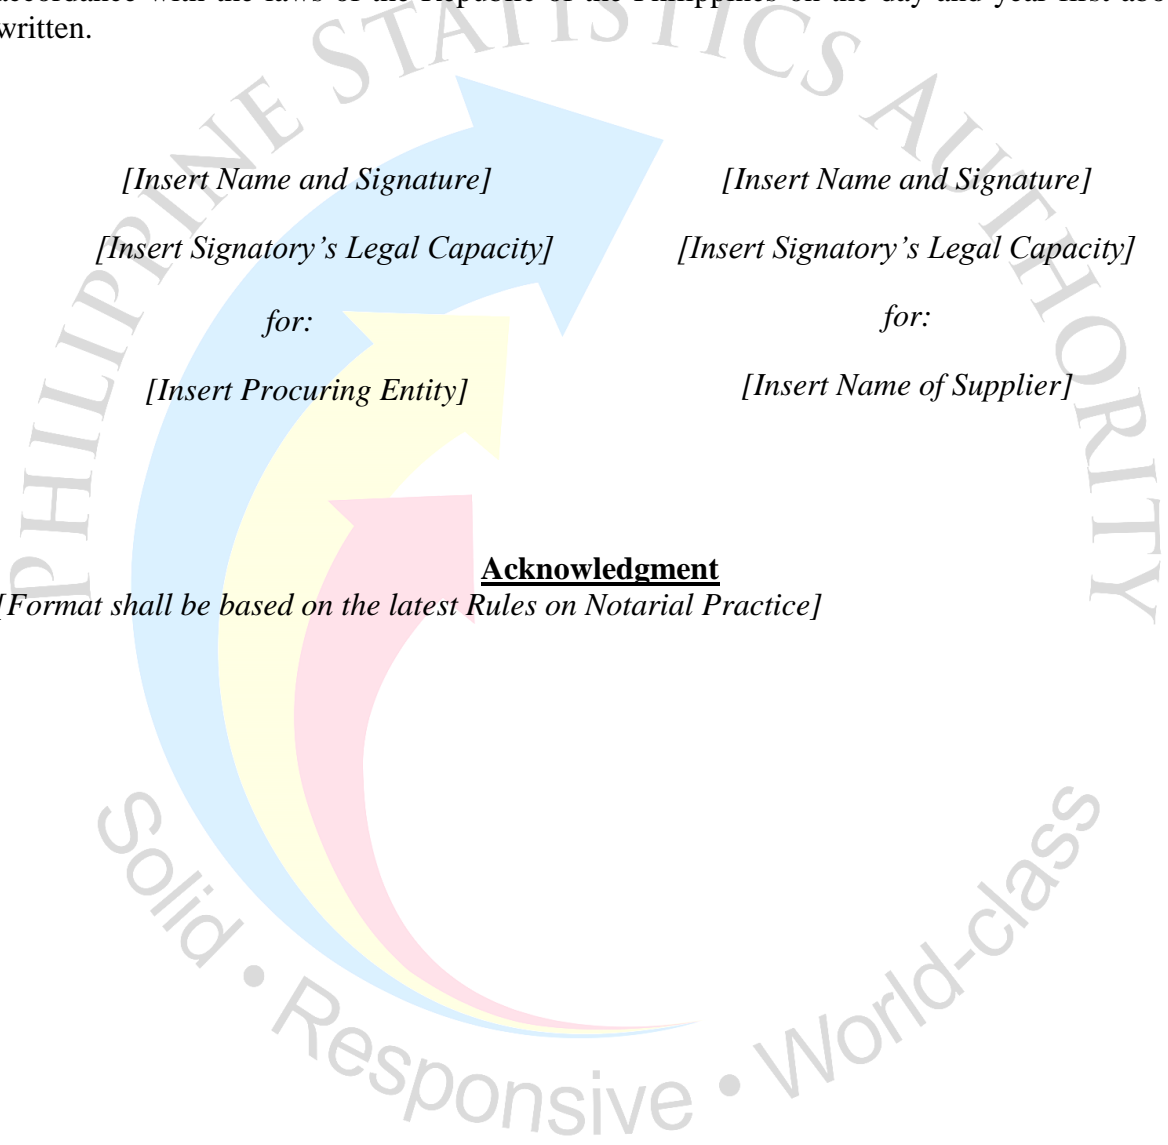 accordance with the laws of the Republic of the Philippines on the day and year first
written.
PHILIPPINE STATISTICS AUTHORITY
[Insert Name and Signature] [Insert Name and Signature]
[Insert Signatory’s Legal Capacity] [Insert Signatory’s Legal Capacity]
for: for:
[Insert Procuring Entity] [Insert Name of Supplier]
Acknowledgment
[Format shall be based on the latest Rules on Notarial Practice]
Solid • Responsive • World-class